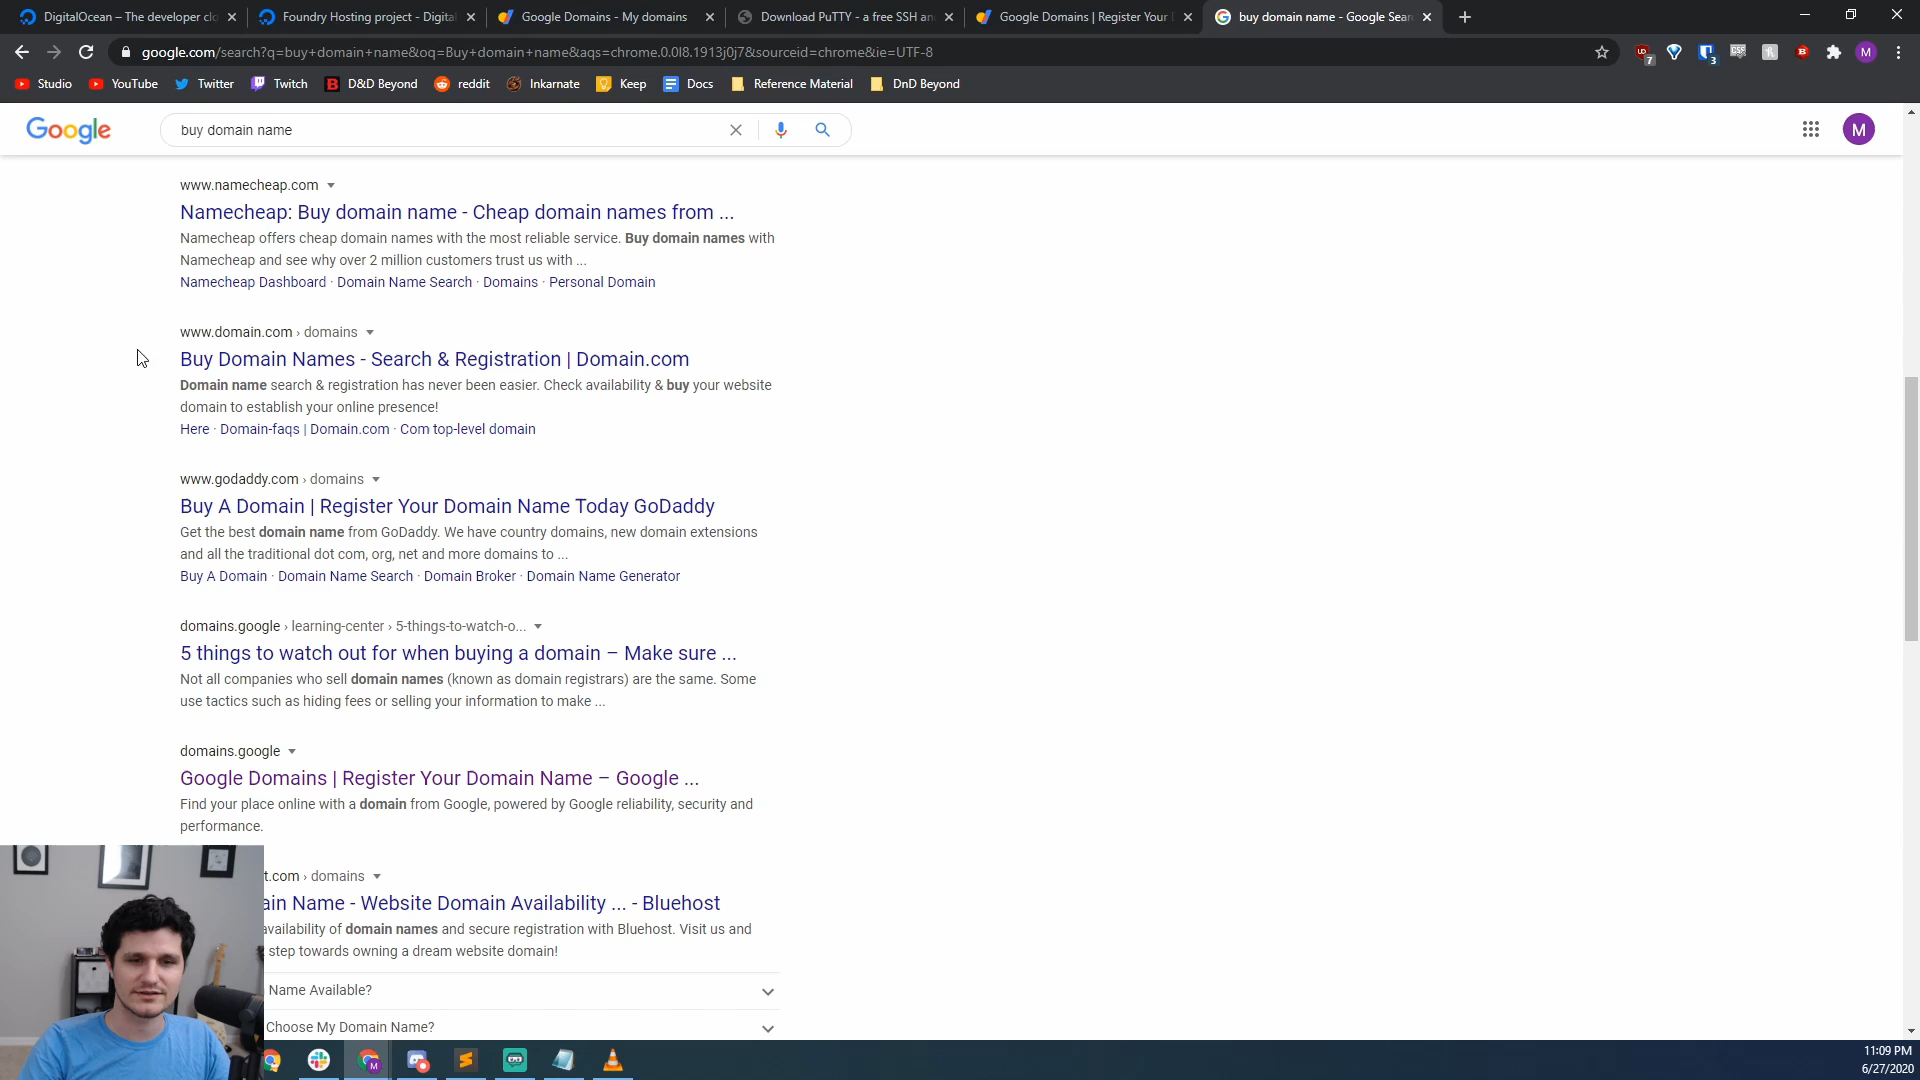 DigitalOcean – The developer clo
Foundry Hosting project - Digital
Google Domains - My domains
Download PuTTY - a free SSH an
Google Domains | Register Your
buy domain name - Google Sear
google.com/search?q=buy+domain+name&oq=Buy+domain+name&aqs=chrome.0.0l8.1913j0j7&sourceid=chrome&ie=UTF-8
7
3
M
Studio
YouTube
Twitter
Twitch
D&D Beyond
reddit
Inkarnate
Keep
Docs
Reference Material
DnD Beyond
Google
buy domain name
M
www.namecheap.com
Namecheap: Buy domain name - Cheap domain names from ...
Namecheap offers cheap domain names with the most reliable service. Buy domain names with
Namecheap and see why over 2 million customers trust us with ...
Namecheap Dashboard · Domain Name Search · Domains · Personal Domain
www.domain.com › domains
Buy Domain Names - Search & Registration | Domain.com
Domain name search & registration has never been easier. Check availability & buy your website
domain to establish your online presence!
Here · Domain-faqs | Domain.com · Com top-level domain
www.godaddy.com › domains
Buy A Domain | Register Your Domain Name Today GoDaddy
Get the best domain name from GoDaddy. We have country domains, new domain extensions
and all the traditional dot com, org, net and more domains to ...
Buy A Domain · Domain Name Search · Domain Broker · Domain Name Generator
domains.google › learning-center › 5-things-to-watch-o...
5 things to watch out for when buying a domain – Make sure ...
Not all companies who sell domain names (known as domain registrars) are the same. Some
use tactics such as hiding fees or selling your information to make ...
domains.google
Google Domains | Register Your Domain Name – Google ...
Find your place online with a domain from Google, powered by Google reliability, security and
performance.
t.com › domains
ain Name - Website Domain Availability ... - Bluehost
availability of domain names and secure registration with Bluehost. Visit us and
step towards owning a dream website domain!
Name Available?
Choose My Domain Name?
11:09 PM
6/27/2020